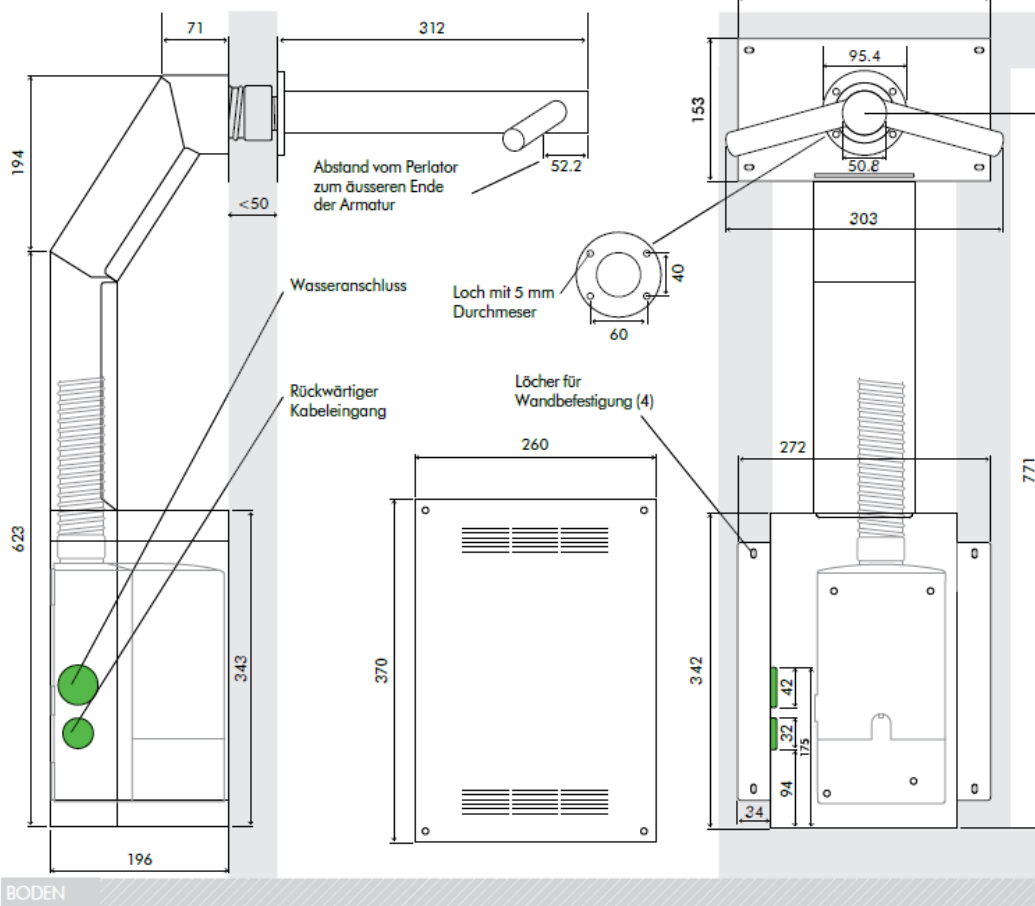 71
312
95.4
153
194
Abstand vom Perlator
zum äusseren Ende
der Armatur
52.2
50.8
<50
303
Wasseranschluss
Loch mit 5 mm
Durchmeser
40
60
Rückwärtiger
Kabeleingang
Löcher für
Wandbefestigung (4)
260
272
771
623
343
370
342
42
32
175
94
34
196
BODEN